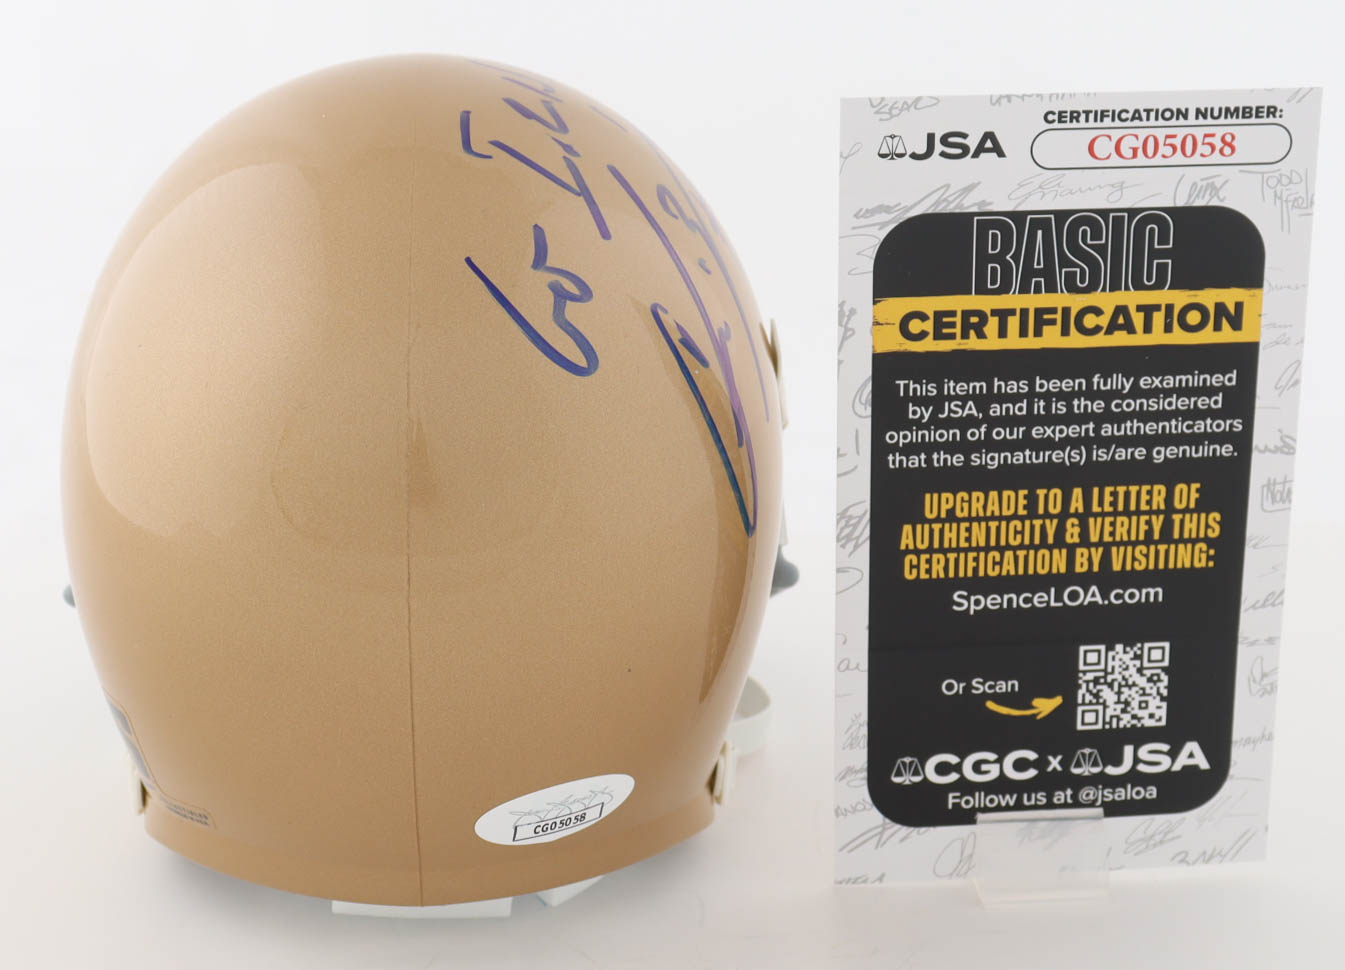 JSA
CERTIFICATION NUMBER:
CG05058
BASIC
CERTIFICATION
This item has been fully examined
by JSA, and it is the considered
opinion of our expert authenticators
that the signature(s) is/are genuine.
UPGRADE TO A LETTER OF
AUTHENTICITY & VERIFY THIS
CERTIFICATION BY VISITING:
SpenceLOA.com
Or Scan
CGC x JSA
Follow us at @jsaloa
CG05058